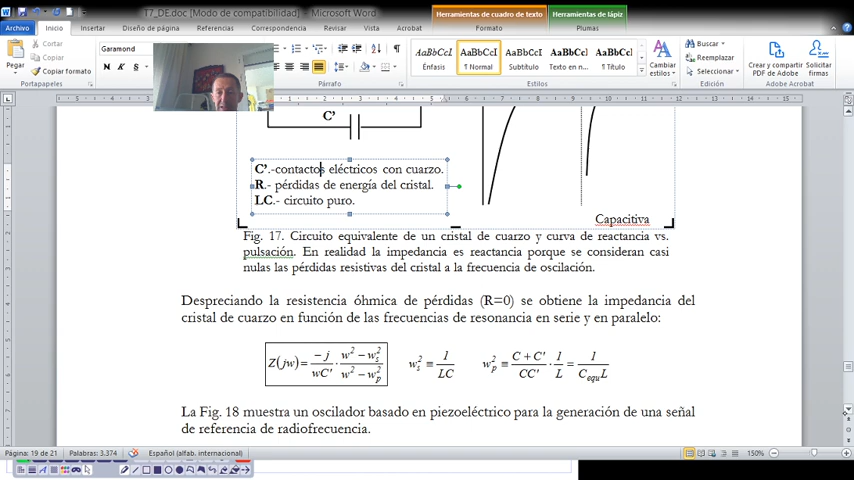 T7_DE.doc [Modo de compatibilidad] - Microsoft Word
Herramientas de cuadro de texto
Herramientas de lápiz
Archivo Inicio Insertar Diseño de página Referencias Correspondencia Revisar Vista Formato Plumas
Pegar
Cortar
Copiar
Copiar formato
Portapapeles
Garamond
N K S
Párrafo
AaBbCcI AaBbCcI AaBbCcI AaBbCcI AaBbCcI
Énfasis ¶ Normal Subtítulo Texto en n... ¶ Título
Cambiar estilos
Estilos
Buscar
Reemplazar
Seleccionar
Edición
Crear y compartir PDF de Adobe
Solicitar firmas
Adobe Acrobat
C'
C'.-contactos eléctricos con cuarzo.
R.- pérdidas de energía del cristal.
LC.- circuito puro.
Capacitiva
Fig. 17. Circuito equivalente de un cristal de cuarzo y curva de reactancia vs.
pulsación. En realidad la impedancia es reactancia porque se consideran casi
nulas las pérdidas resistivas del cristal a la frecuencia de oscilación.
Despreciando la resistencia óhmica de pérdidas (R=0) se obtiene la impedancia del
cristal de cuarzo en función de las frecuencias de resonancia en serie y en paralelo:
Z(jw) = −j/wC' · (w² − w_s²)/(w² − w_p²) w_s² ≡ 1/LC w_p² ≡ (C + C')/CC' · 1/L = 1/(C_equ L)
La Fig. 18 muestra un oscilador basado en piezoeléctrico para la generación de una señal
de referencia de radiofrecuencia.
Página: 19 de 21 Palabras: 3.374 Español (alfab. internacional) 150%